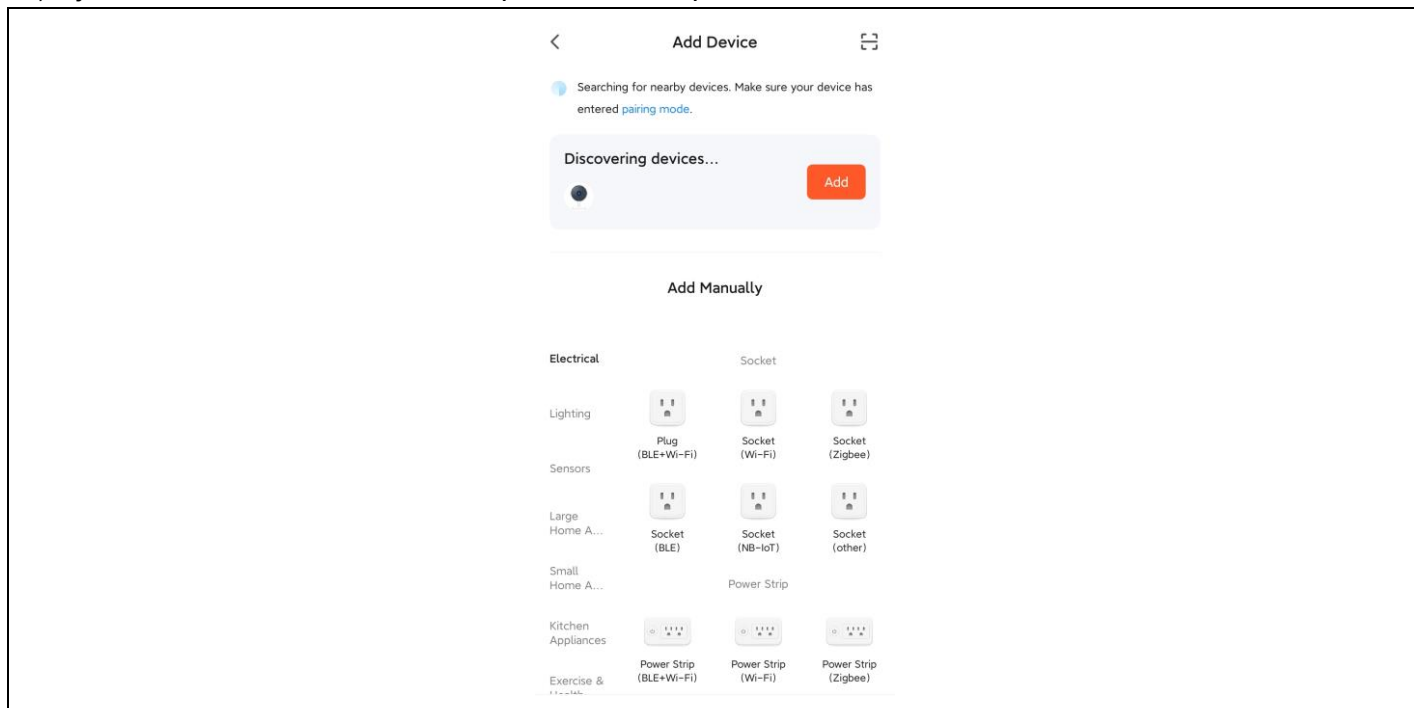 Add Device
Searching for nearby devices. Make sure your device has
entered pairing mode.
Discovering devices...
Add
Add Manually
Electrical
Socket
Lighting
Plug
(BLE+Wi-Fi)
Socket
(Wi-Fi)
Socket
(Zigbee)
Sensors
Large
Home A...
Socket
(BLE)
Socket
(NB-IoT)
Socket
(other)
Small
Home A...
Power Strip
Kitchen
Appliances
Power Strip
(BLE+Wi-Fi)
Power Strip
(Wi-Fi)
Power Strip
(Zigbee)
Exercise &